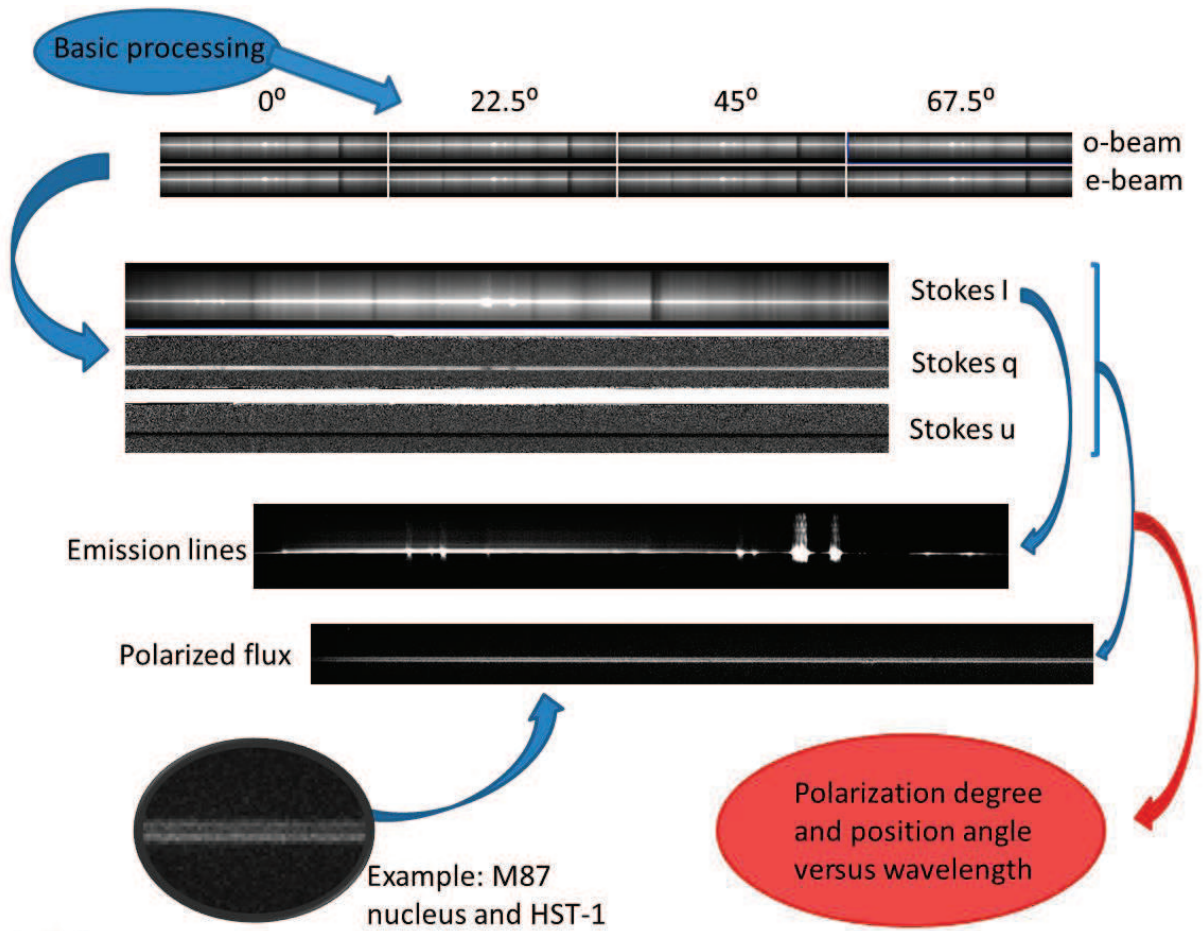 Basic processing
0º
22.5º
45º
67.5º
o-beam
e-beam
Stokes I
Stokes q
Stokes u
Emission lines
Polarized flux
Example: M87
nucleus and HST-1
Polarization degree
and position angle
versus wavelength